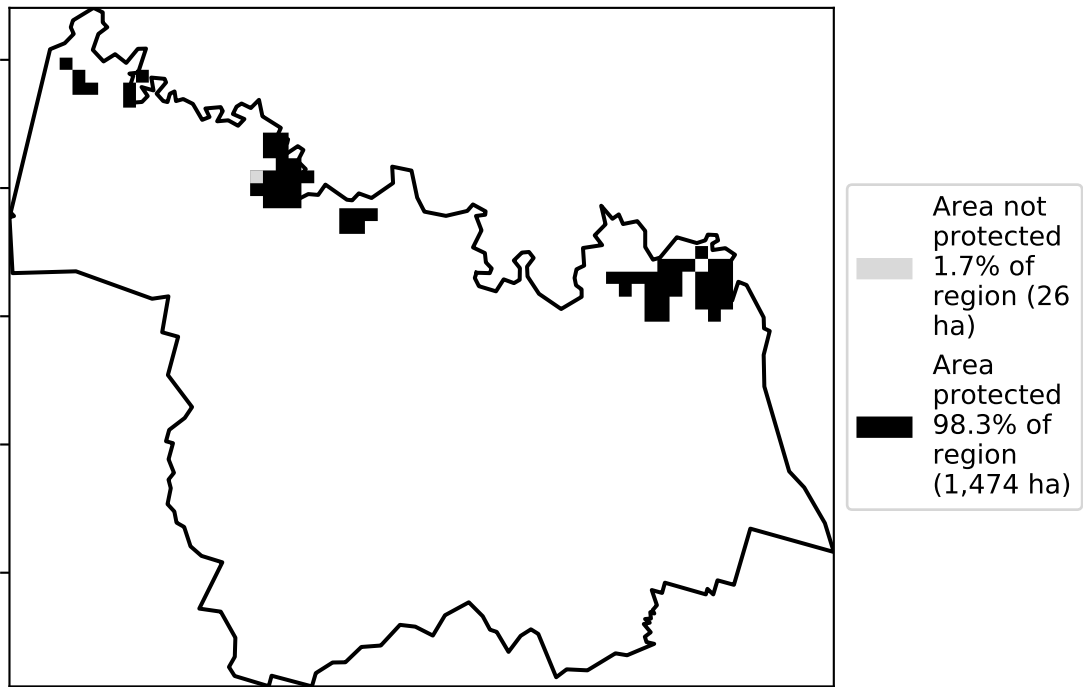 Area not
protected
1.7% of
region (26
ha)
Area
protected
98.3% of
region
(1,474 ha)